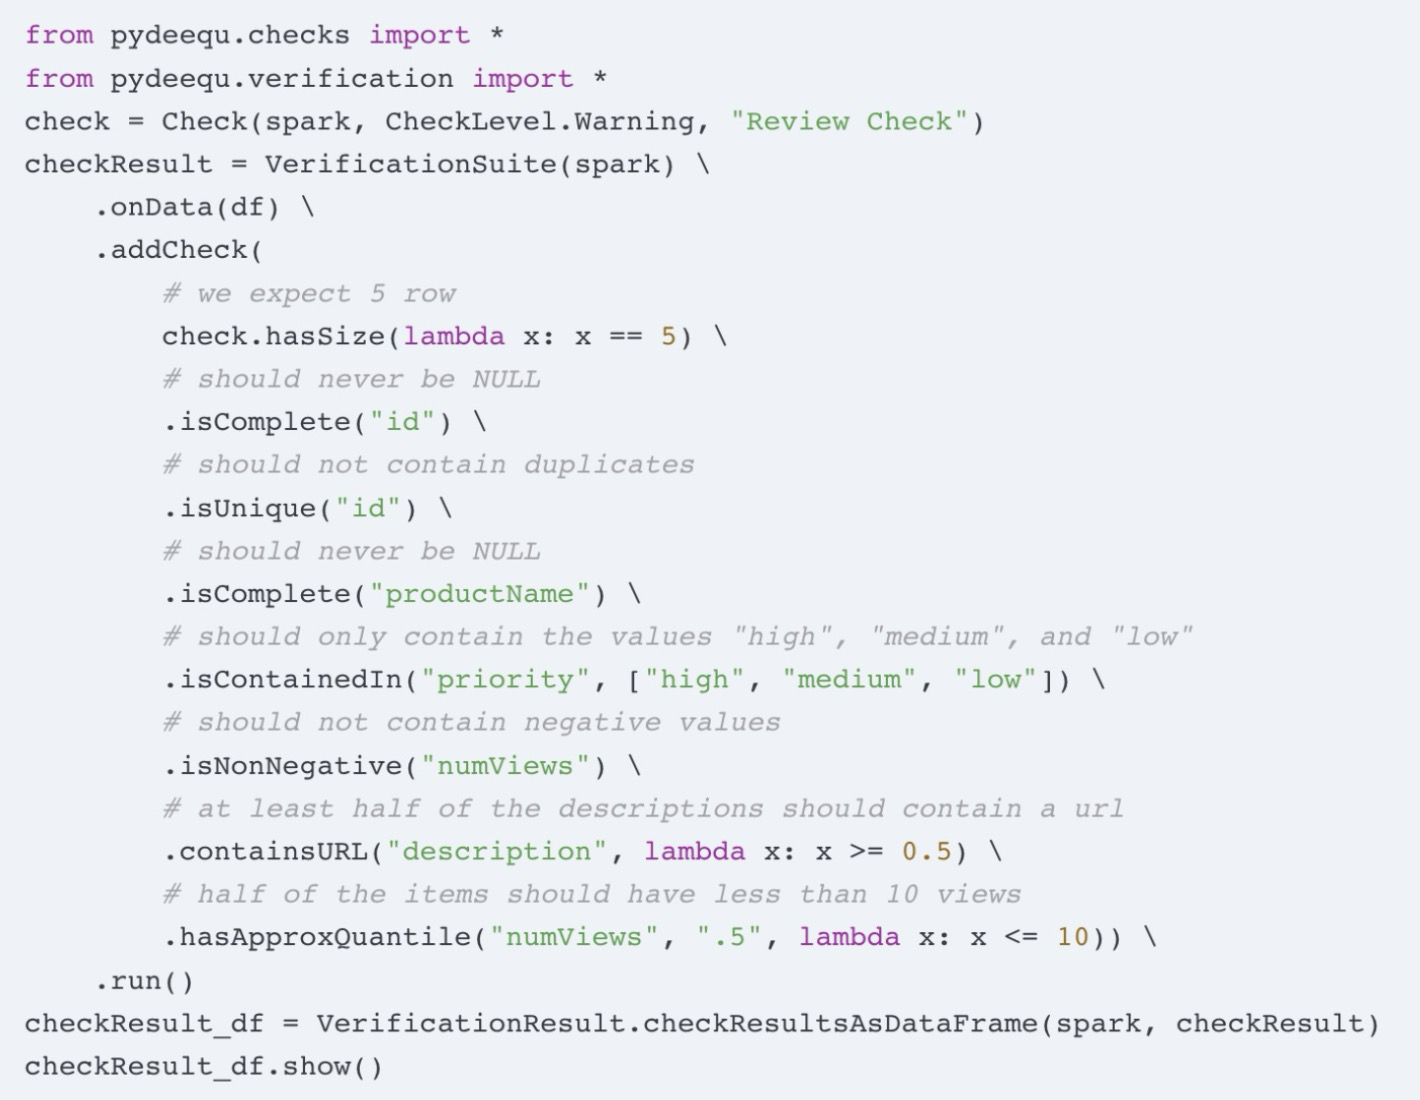 from pydeequ.checks import *
from pydeequ.verification import *
check = Check(spark, CheckLevel.Warning, "Review Check")
checkResult = VerificationSuite(spark) \
    .onData(df) \
    .addCheck(
        # we expect 5 row
        check.hasSize(lambda x: x == 5) \
        # should never be NULL
        .isComplete("id") \
        # should not contain duplicates
        .isUnique("id") \
        # should never be NULL
        .isComplete("productName") \
        # should only contain the values "high", "medium", and "low"
        .isContainedIn("priority", ["high", "medium", "low"]) \
        # should not contain negative values
        .isNonNegative("numViews") \
        # at least half of the descriptions should contain a url
        .containsURL("description", lambda x: x >= 0.5) \
        # half of the items should have less than 10 views
        .hasApproxQuantile("numViews", ".5", lambda x: x <= 10)) \
    .run()
checkResult_df = VerificationResult.checkResultsAsDataFrame(spark, checkResult)
checkResult_df.show()